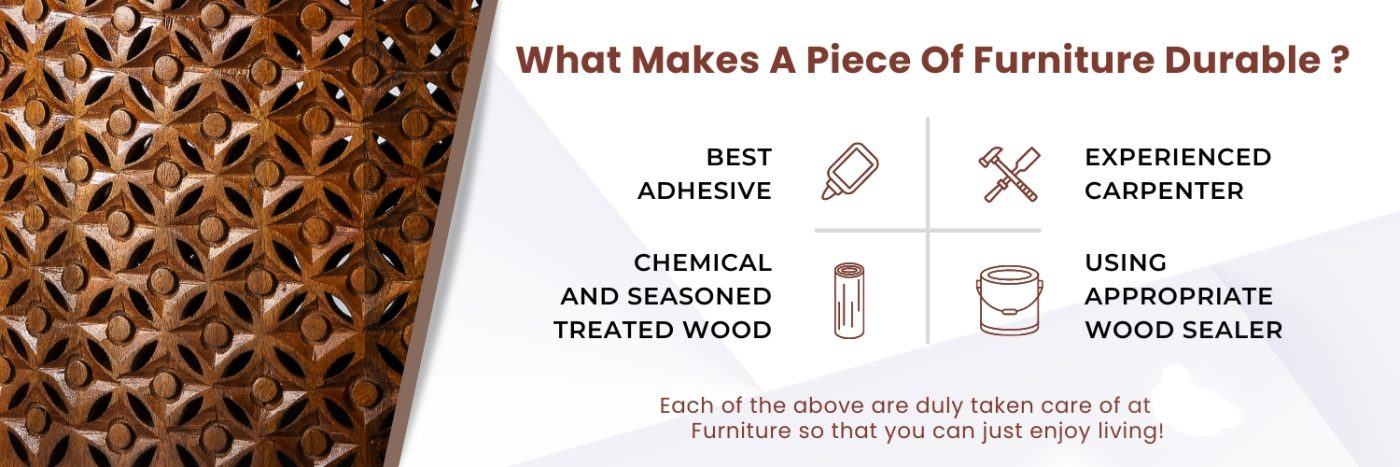 What Makes A Piece Of Furniture Durable ?
BEST
ADHESIVE
EXPERIENCED
CARPENTER
CHEMICAL
AND SEASONED
TREATED WOOD
USING
APPROPRIATE
WOOD SEALER
Each of the above are duly taken care of at
Furniture so that you can just enjoy living!